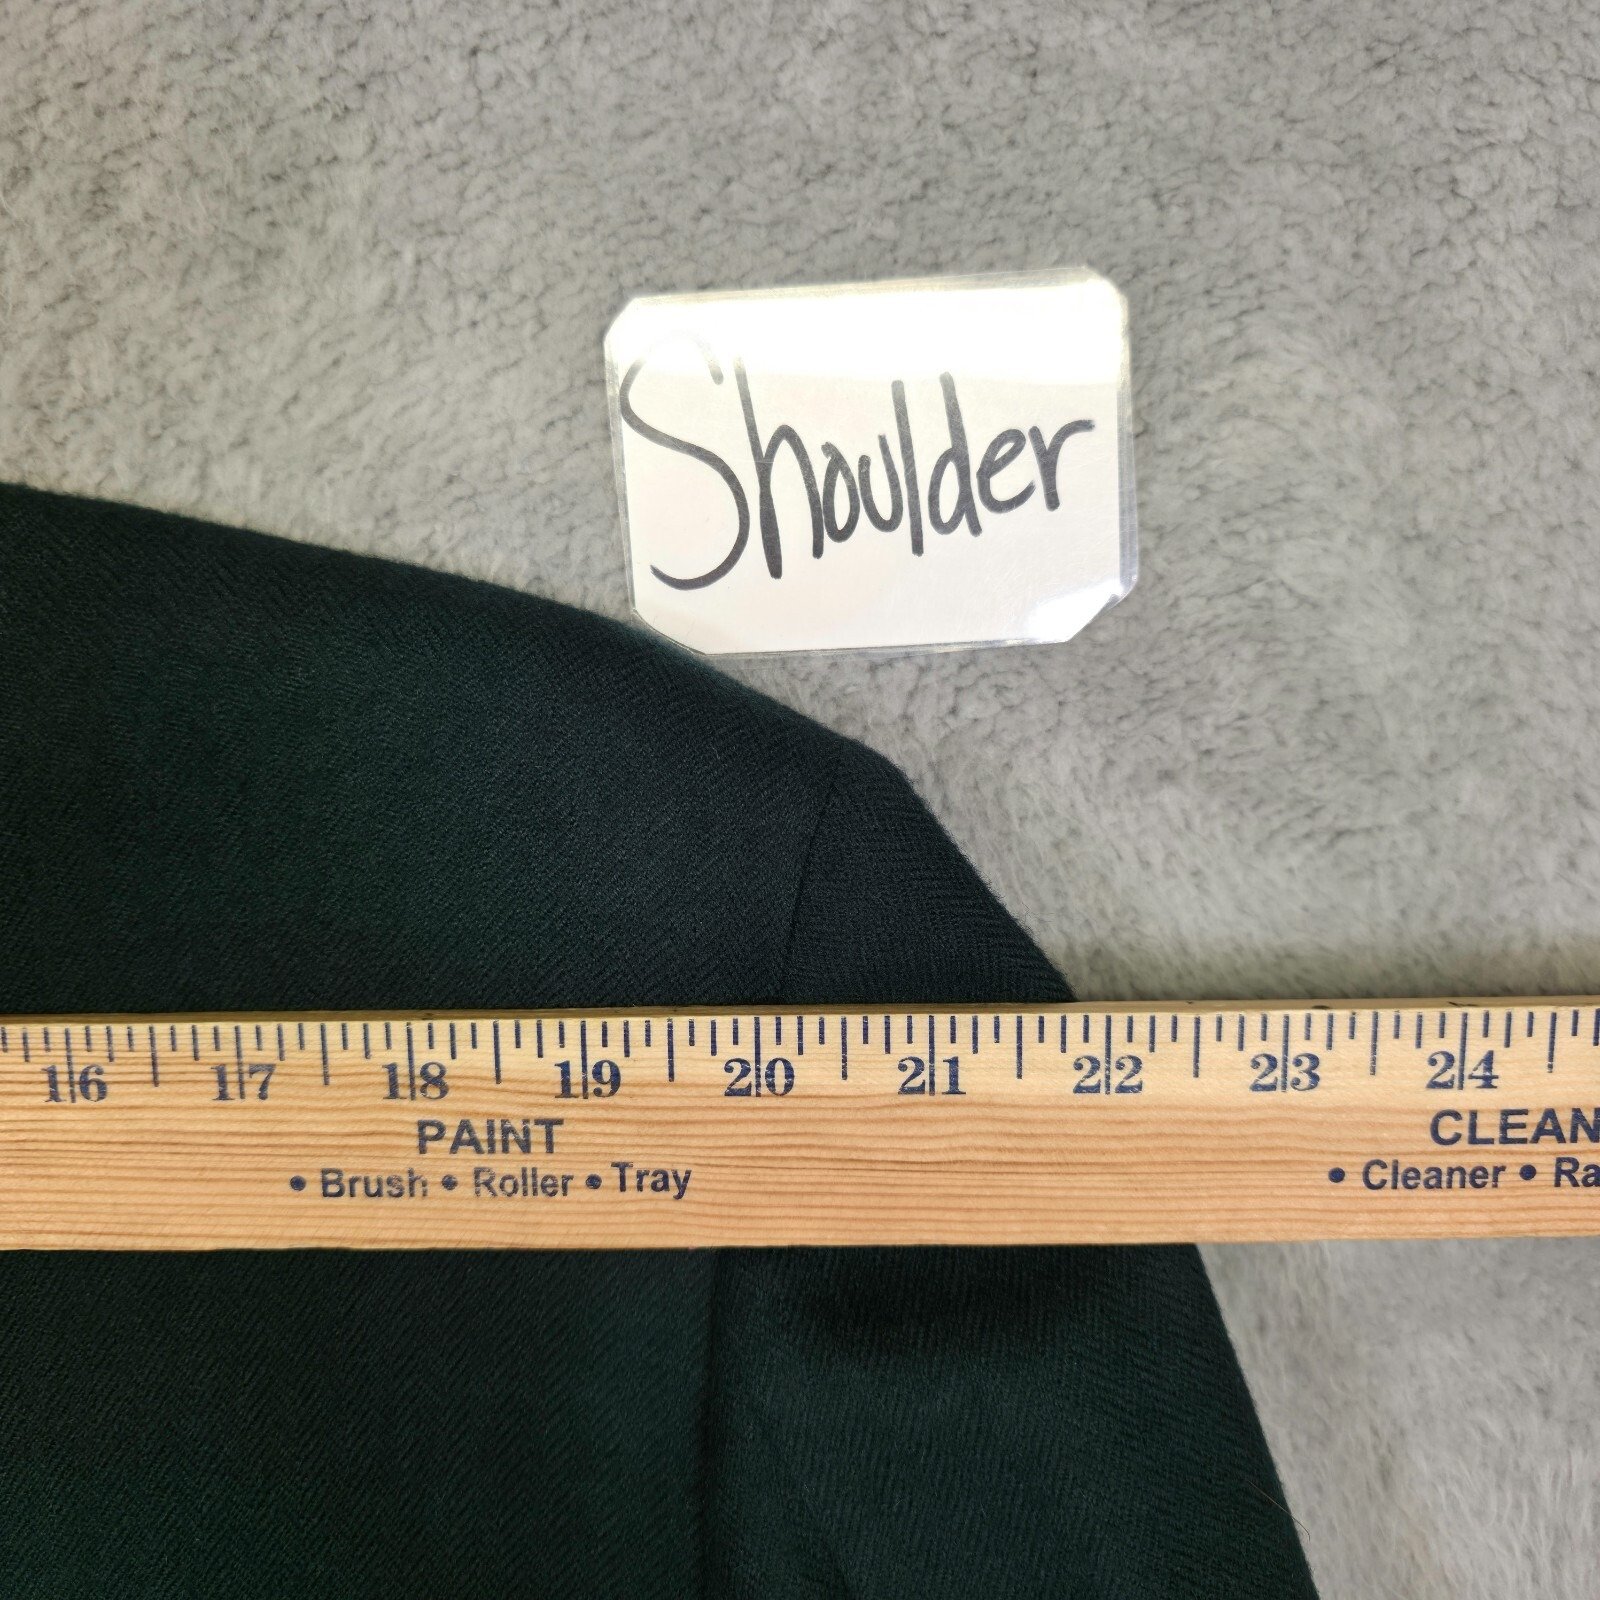 Shoulder
16 17 18 19 20 21 22 23 24
PAINT CLEAN
• Brush • Roller • Tray • Cleaner • Ra